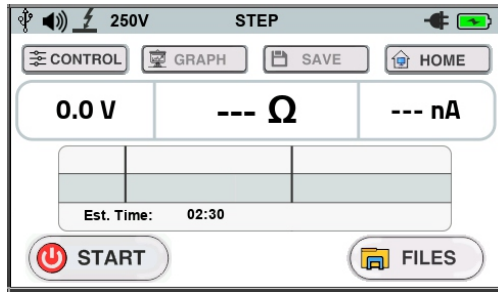 250V STEP
CONTROL GRAPH SAVE HOME
0.0 V --- Ω --- nA
Est. Time: 02:30
START FILES